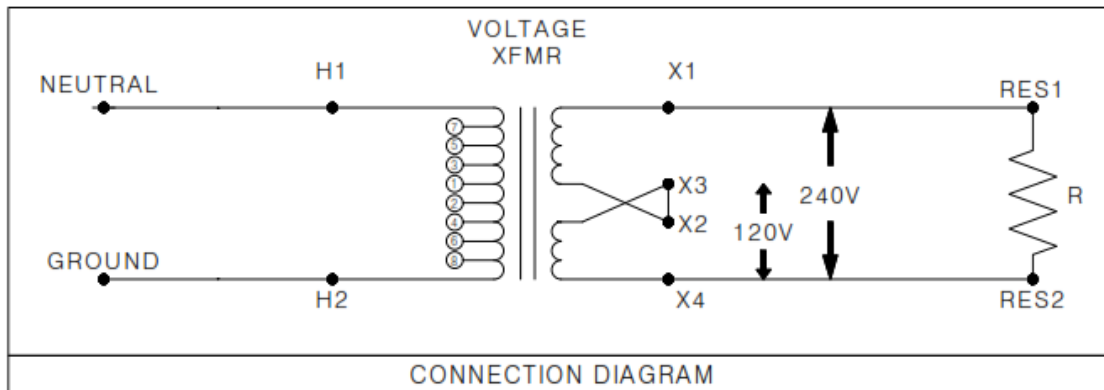 VOLTAGE
XFMR
NEUTRAL
H1
X1
RES1
7
5
3
1
2
4
6
8
X3
X2
120V
240V
R
GROUND
H2
X4
RES2
CONNECTION DIAGRAM